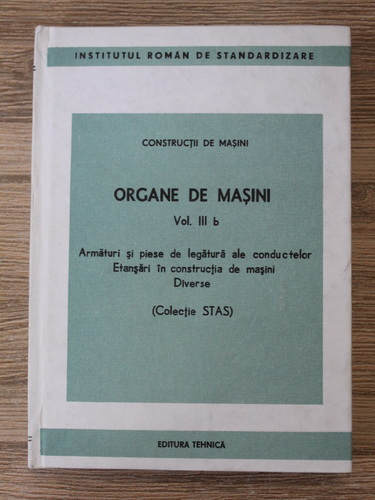 INSTITUTUL ROMÂN DE STANDARDIZARE
CONSTRUCȚII DE MAȘINI
ORGANE DE MAȘINI
Vol. III b
Armături și piese de legătură ale conductelor
Etanșări în construcția de mașini
Diverse
(Colecție STAS)
EDITURA TEHNICĂ